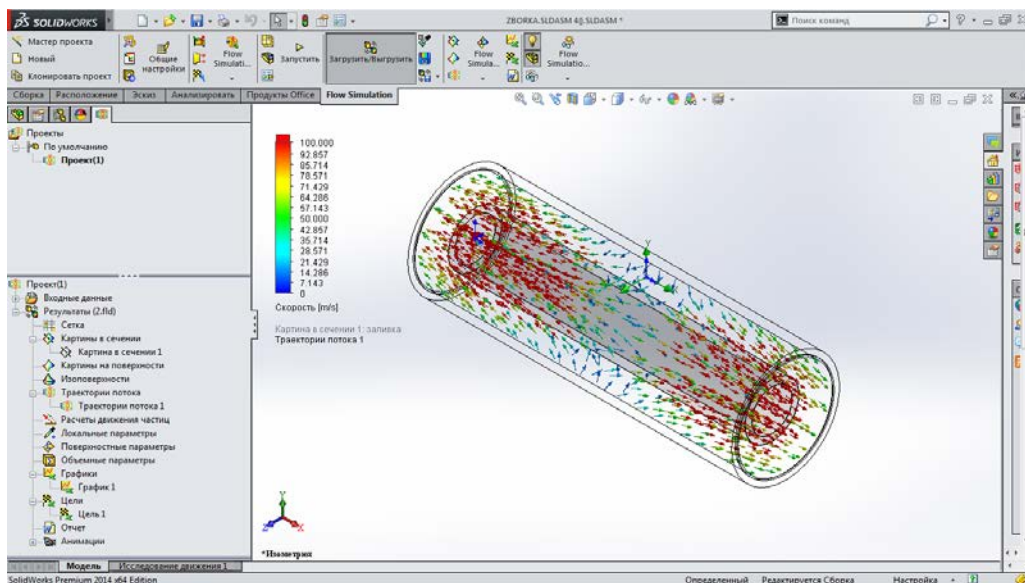 SOLIDWORKS
ZBORKA.SLDASM *
Поиск команд
Мастер проекта
Новый
Клонировать проект
Общие настройки
Flow Simulati...
Запустить
Загрузить/Выгрузить
Flow Simula...
Flow Simulatio...
Сборка
Расположение
Эскиз
Анализировать
Продукты Office
Flow Simulation
Проекты
По умолчанию
Проект(1)
Проект(1)
Входные данные
Результаты (2.fld)
Сетка
Картины в сечении
Картина в сечении 1
Картины на поверхности
Изоповерхности
Траектории потока
Траектории потока 1
Расчеты движения частиц
Локальные параметры
Поверхностные параметры
Объемные параметры
Графики
График 1
Цели
Цель 1
Отчет
Анимации
100.000
92.857
85.714
78.571
71.429
64.286
57.143
50.000
42.857
35.714
28.571
21.429
14.286
7.143
0
Скорость [m/s]
Картина в сечении 1: заливка
Траектории потока 1
Y
Y
Z
X
*Изометрия
Модель
Исследование движения 1
SolidWorks Premium 2014 x64 Edition
Определенный
Редактируется Сборка
Настройка